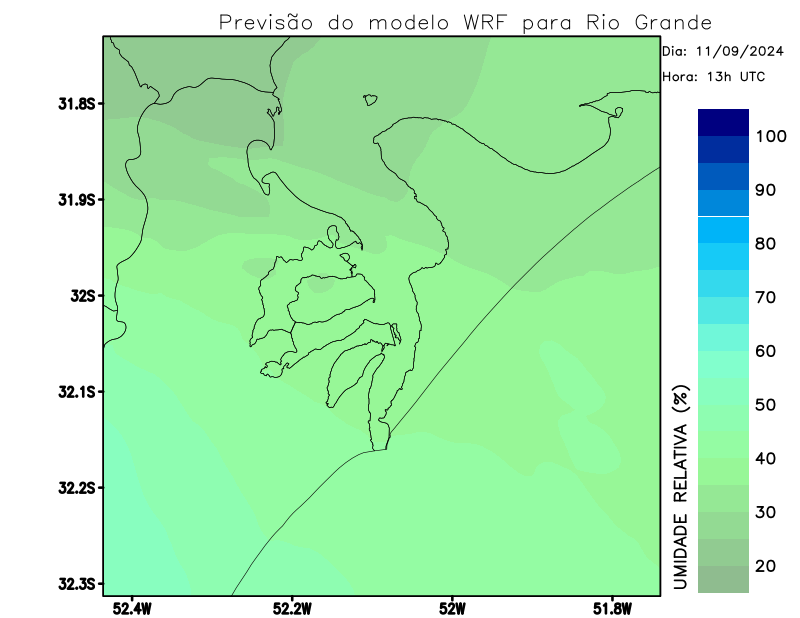 Previsão do modelo WRF para Rio Grande
Dia: 11/09/2024
Hora: 13h UTC
31.8S
31.9S
32S
32.1S
32.2S
32.3S
52.4W
52.2W
52W
51.8W
100
90
80
70
60
50
40
30
20
UMIDADE RELATIVA (%)